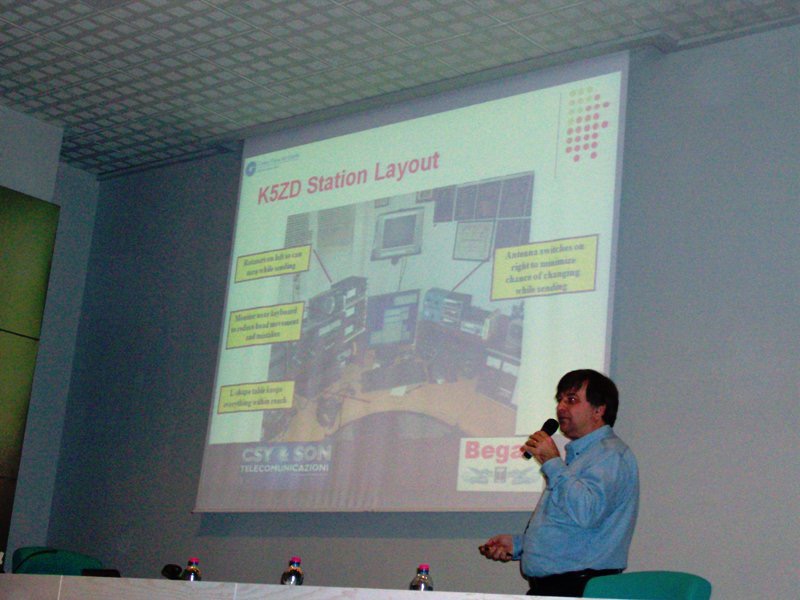 K5ZD Station Layout
Rotators on left so can
turn while sending
Antenna switches on
right to minimize
chance of changing
while sending
Monitor over keyboard
to reduce head movement
and mistakes
L-shape table keeps
everything within reach
CSY & SON
TELECOMUNICAZIONI
Bega